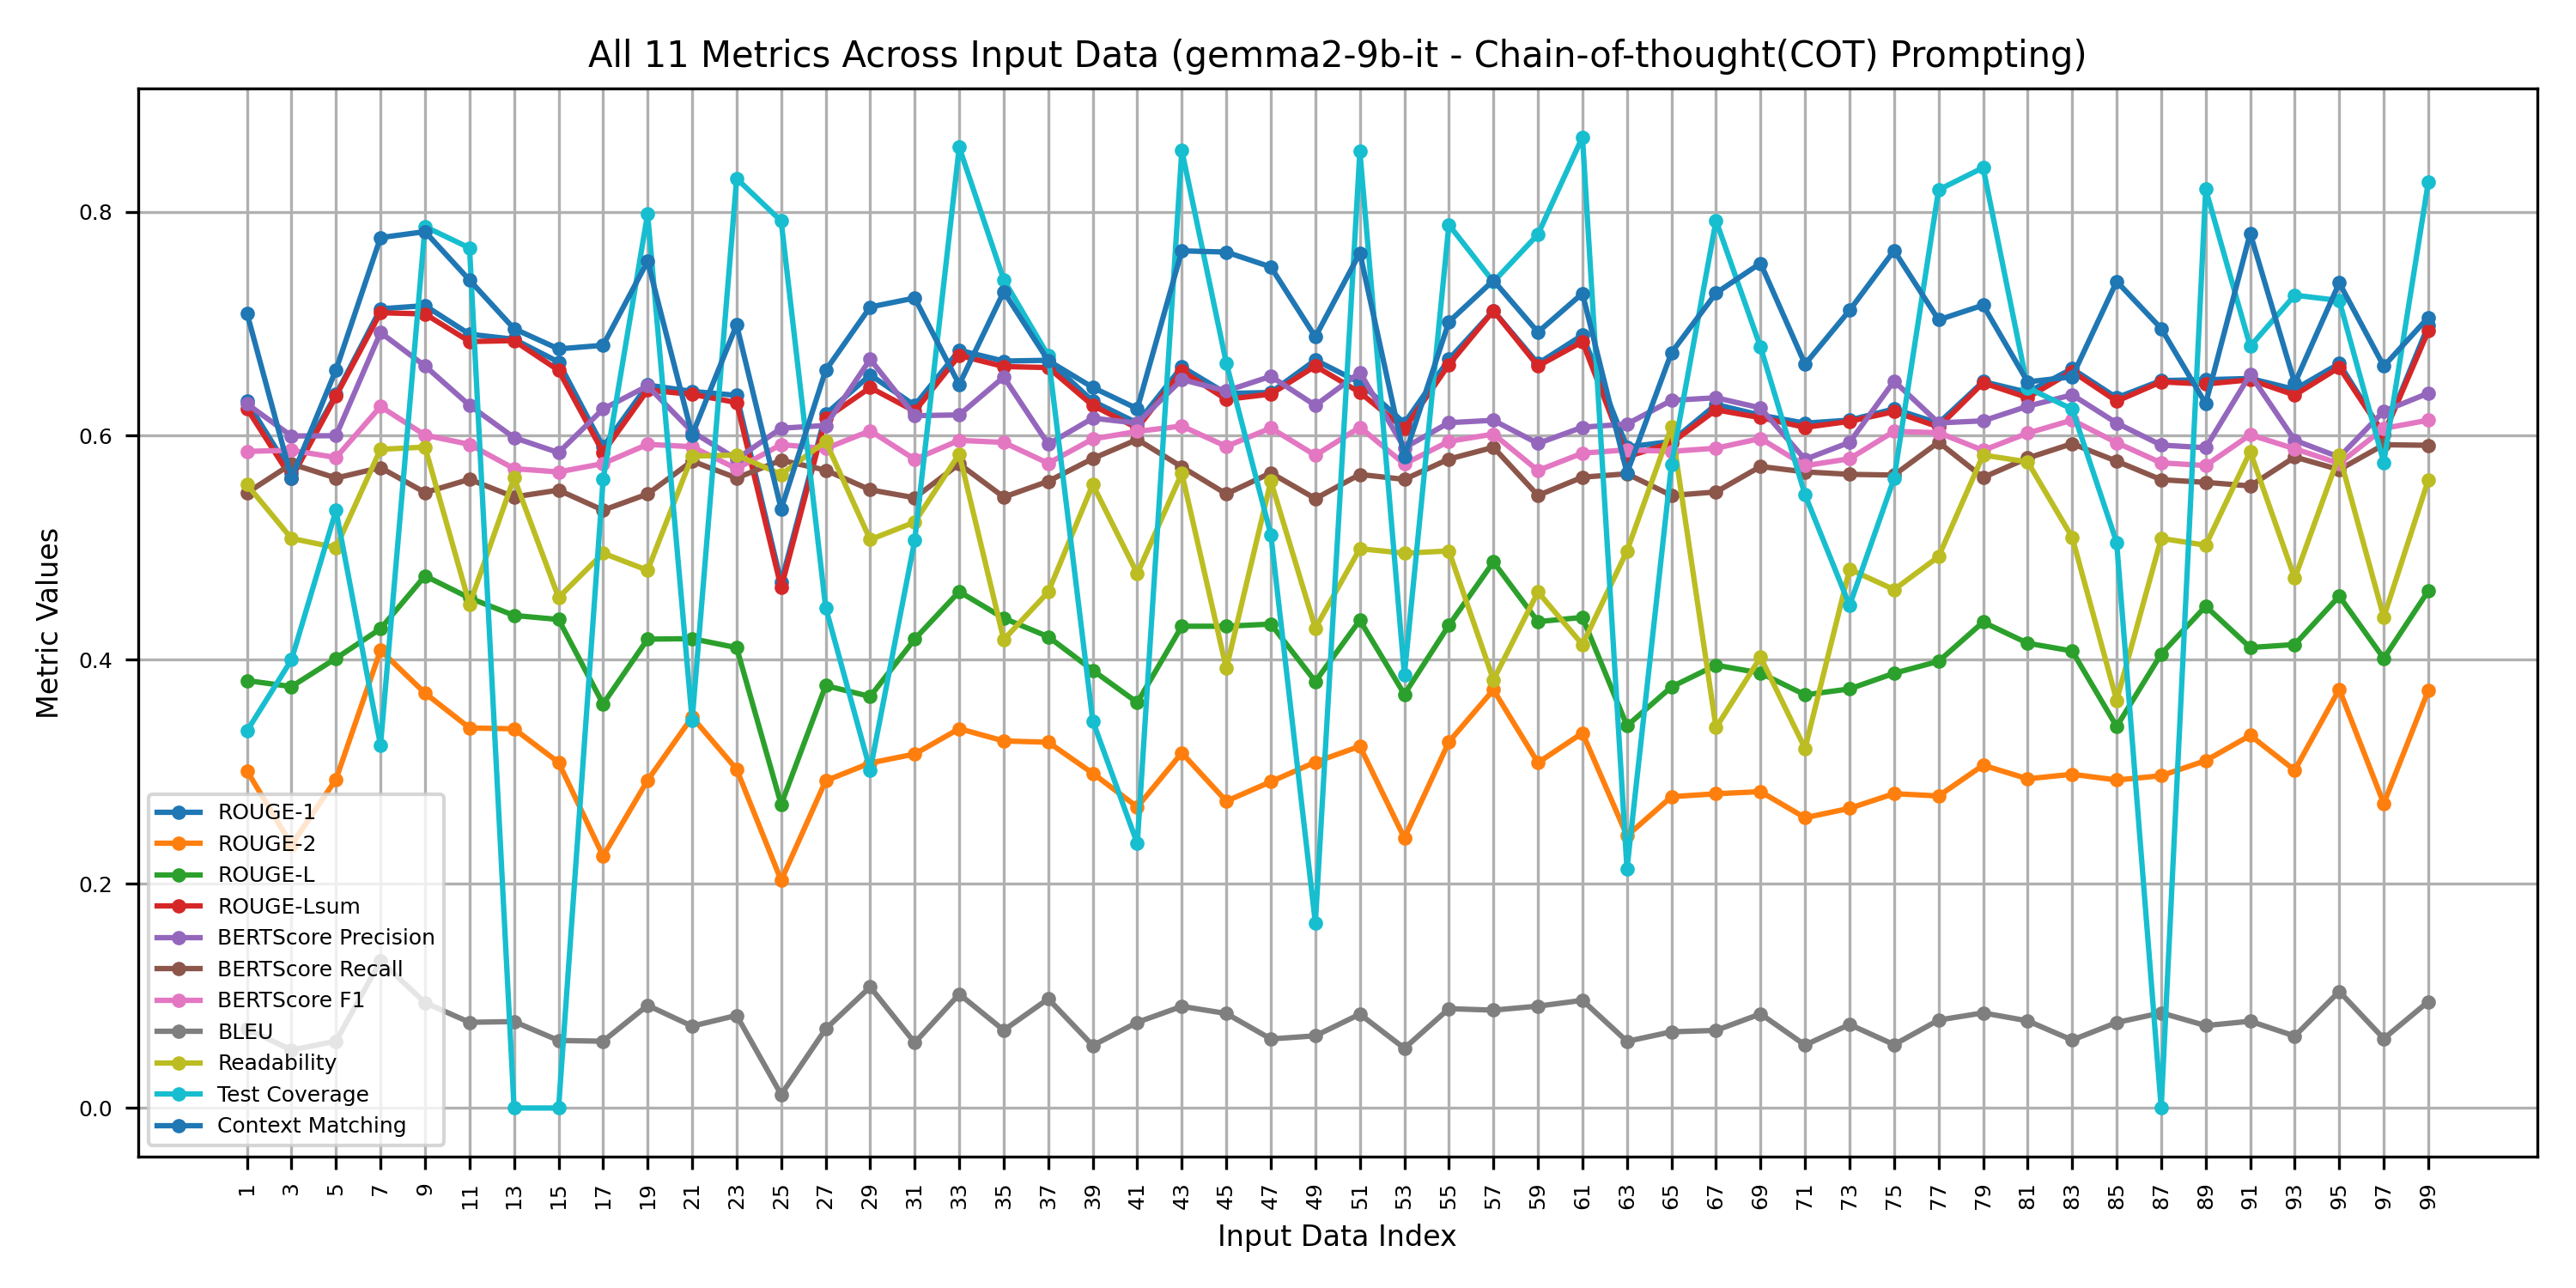 All 11 Metrics Across Input Data (gemma2-9b-it - Chain-of-thought(COT) Prompting)
Metric Values
0.8
0.6
0.4
0.2
0.0
ROUGE-1
ROUGE-2
ROUGE-L
ROUGE-Lsum
BERTScore Precision
BERTScore Recall
BERTScore F1
BLEU
Readability
Test Coverage
Context Matching
1 3 5 7 9 11 13 15 17 19 21 23 25 27 29 31 33 35 37 39 41 43 45 47 49 51 53 55 57 59 61 63 65 67 69 71 73 75 77 79 81 83 85 87 89 91 93 95 97 99
Input Data Index